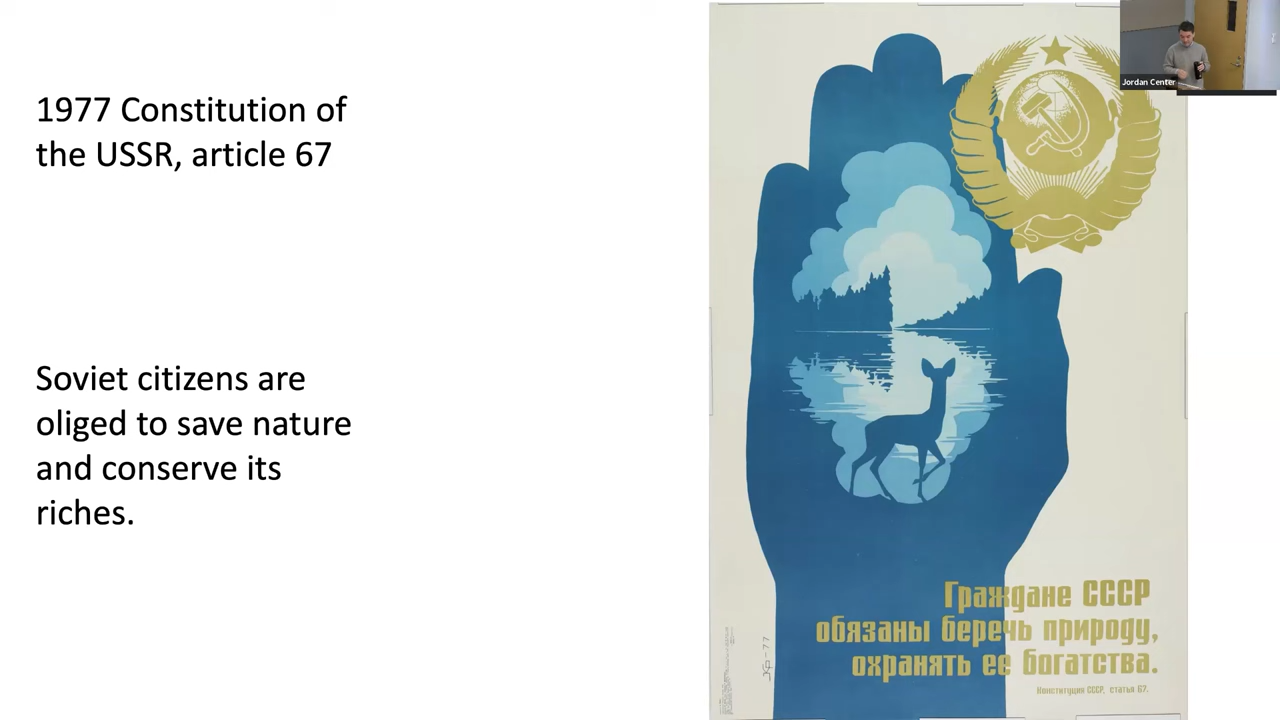 1977 Constitution of
the USSR, article 67
Soviet citizens are
oliged to save nature
and conserve its
riches.
Jordan Center
Граждане СССР
обязаны беречь природу,
охранять ее богатства.
Конституция СССР, статья 67.